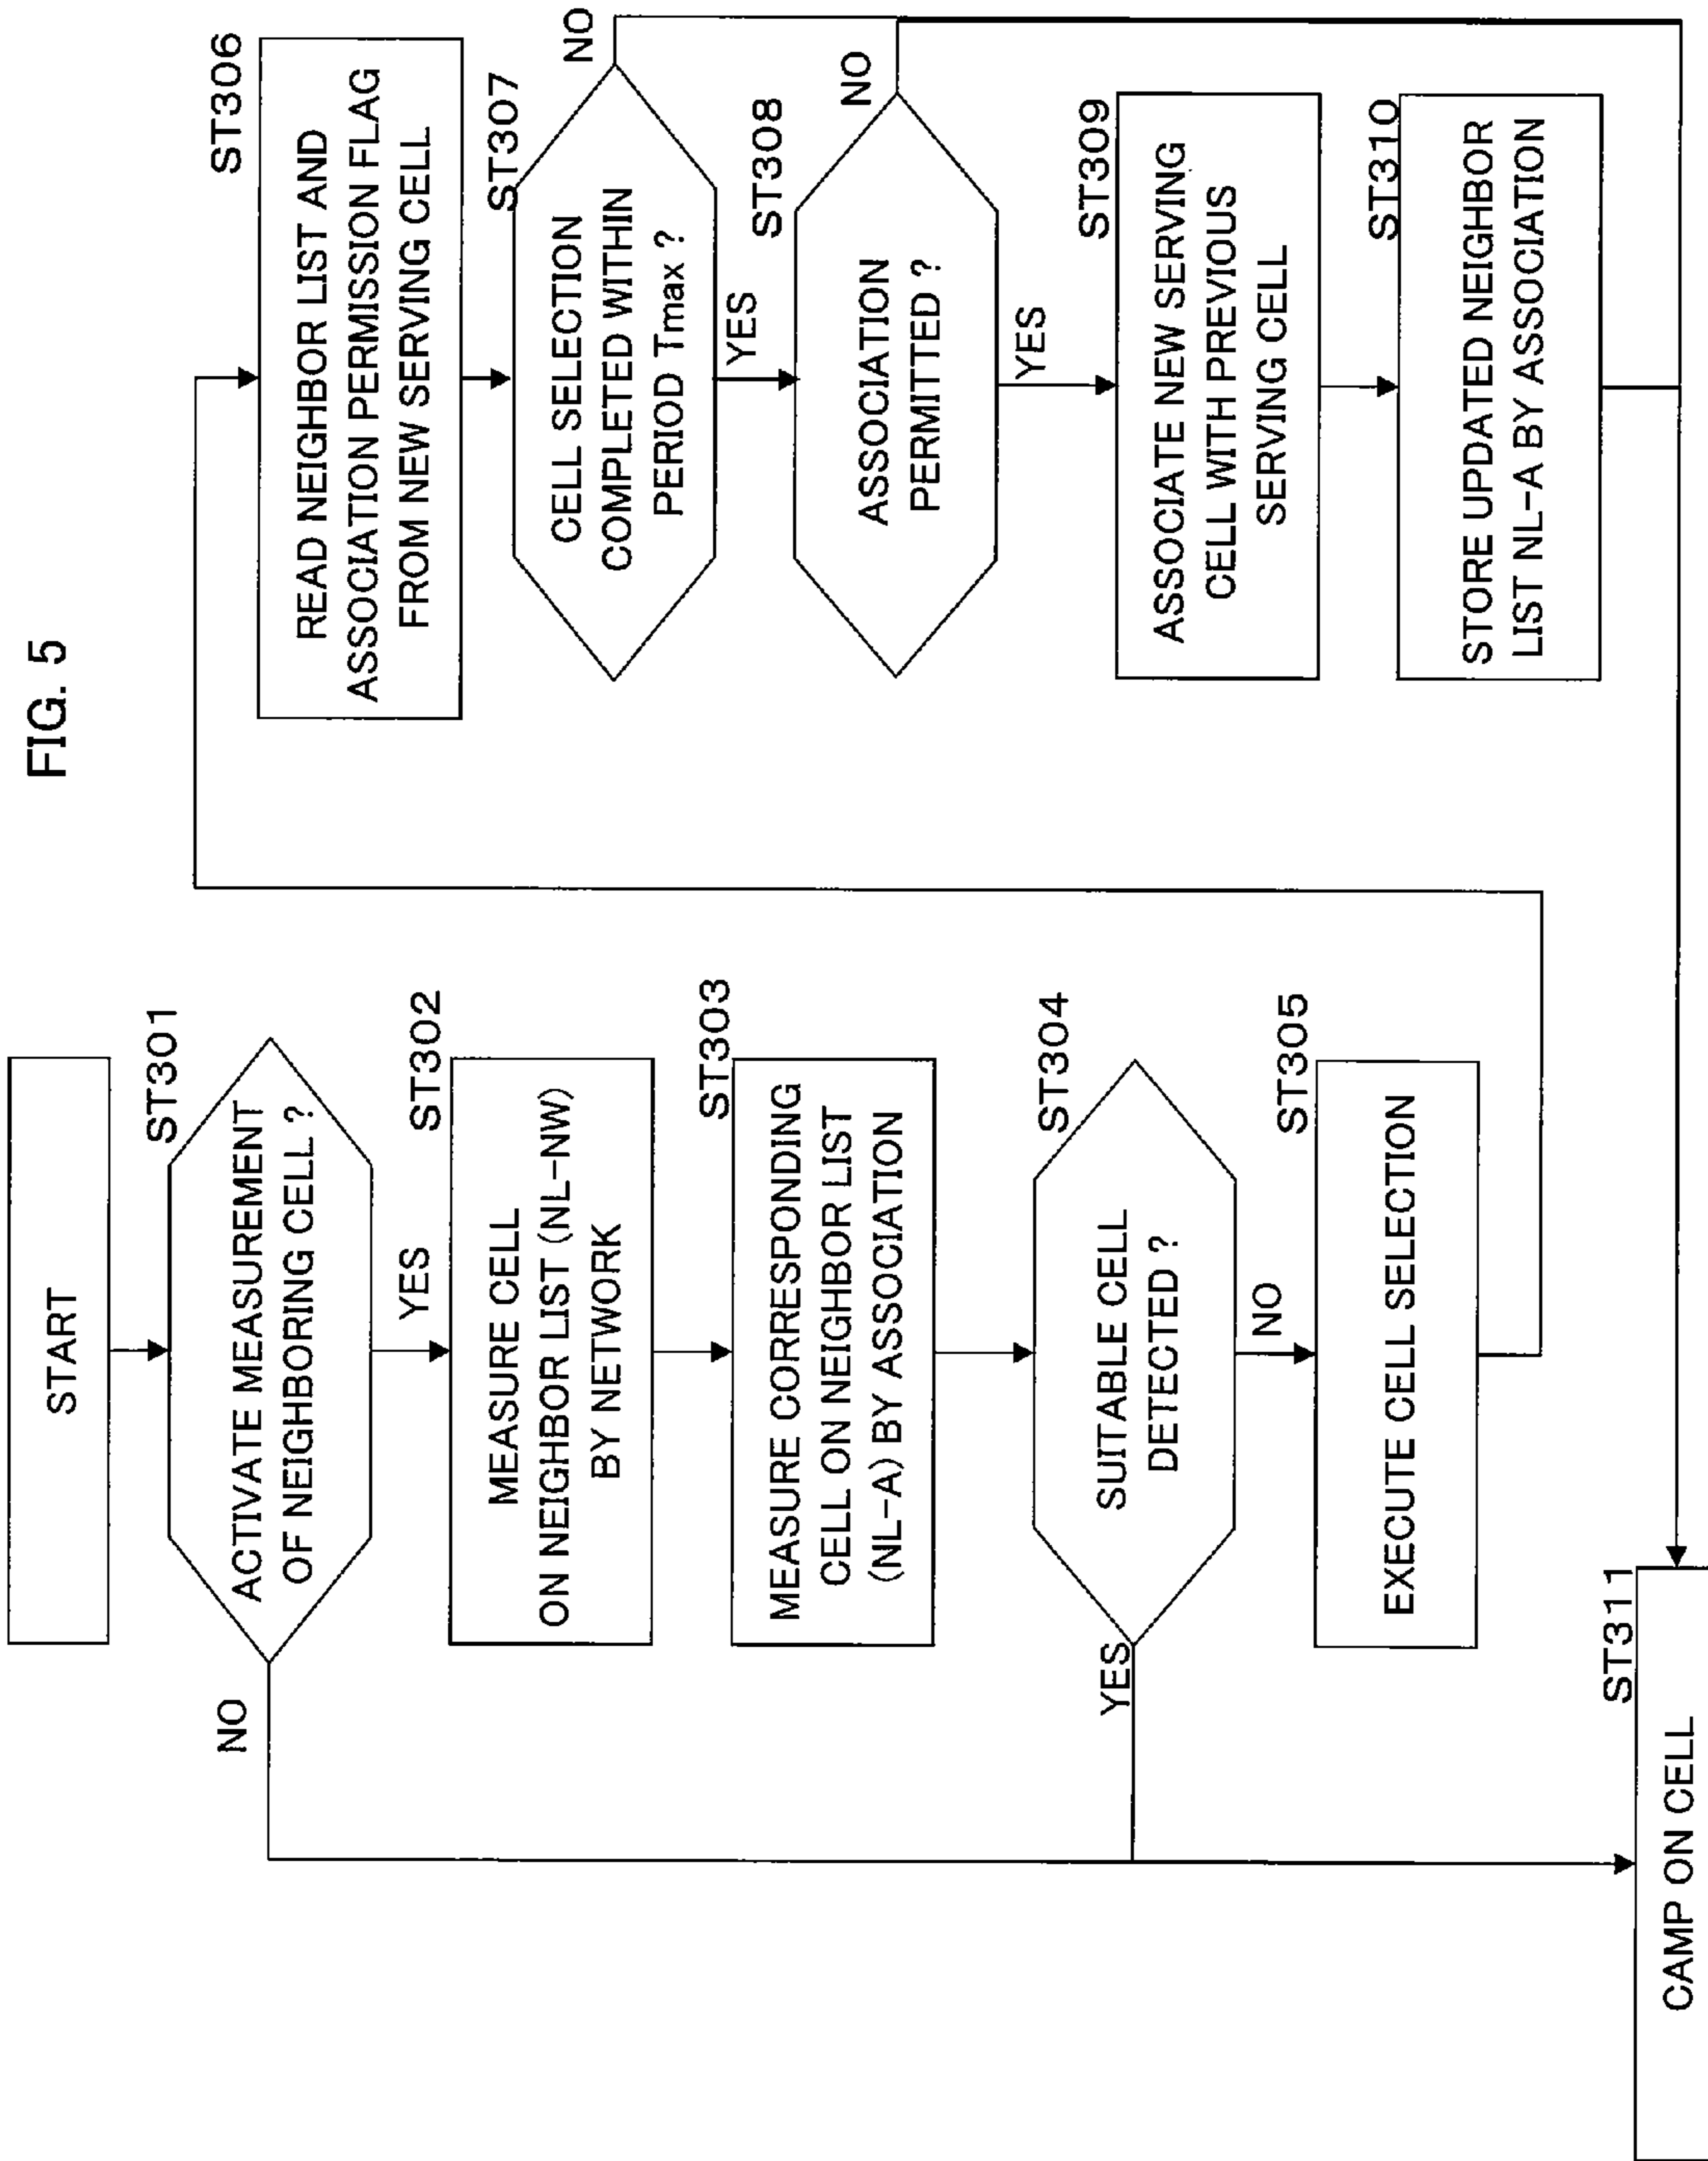 FIG. 5
START
ST301
ACTIVATE MEASUREMENT
OF NEIGHBORING CELL ?
NO
YES
ST302
MEASURE CELL
ON NEIGHBOR LIST (NL-NW)
BY NETWORK
ST303
MEASURE CORRESPONDING
CELL ON NEIGHBOR LIST
(NL-A) BY ASSOCIATION
ST304
SUITABLE CELL
DETECTED ?
YES
NO
ST305
EXECUTE CELL SELECTION
ST306
READ NEIGHBOR LIST AND
ASSOCIATION PERMISSION FLAG
FROM NEW SERVING CELL
ST307
CELL SELECTION
COMPLETED WITHIN
PERIOD Tmax ?
NO
YES
ST308
ASSOCIATION
PERMITTED ?
NO
YES
ST309
ASSOCIATE NEW SERVING
CELL WITH PREVIOUS
SERVING CELL
ST310
STORE UPDATED NEIGHBOR
LIST NL-A BY ASSOCIATION
ST311
CAMP ON CELL